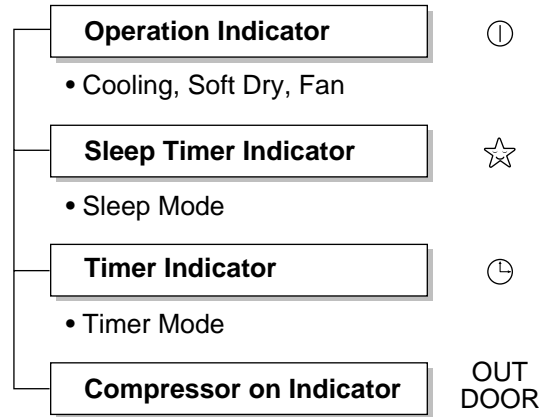 Operation Indicator
• Cooling, Soft Dry, Fan
Sleep Timer Indicator
• Sleep Mode
Timer Indicator
• Timer Mode
Compressor on Indicator
OUT
DOOR